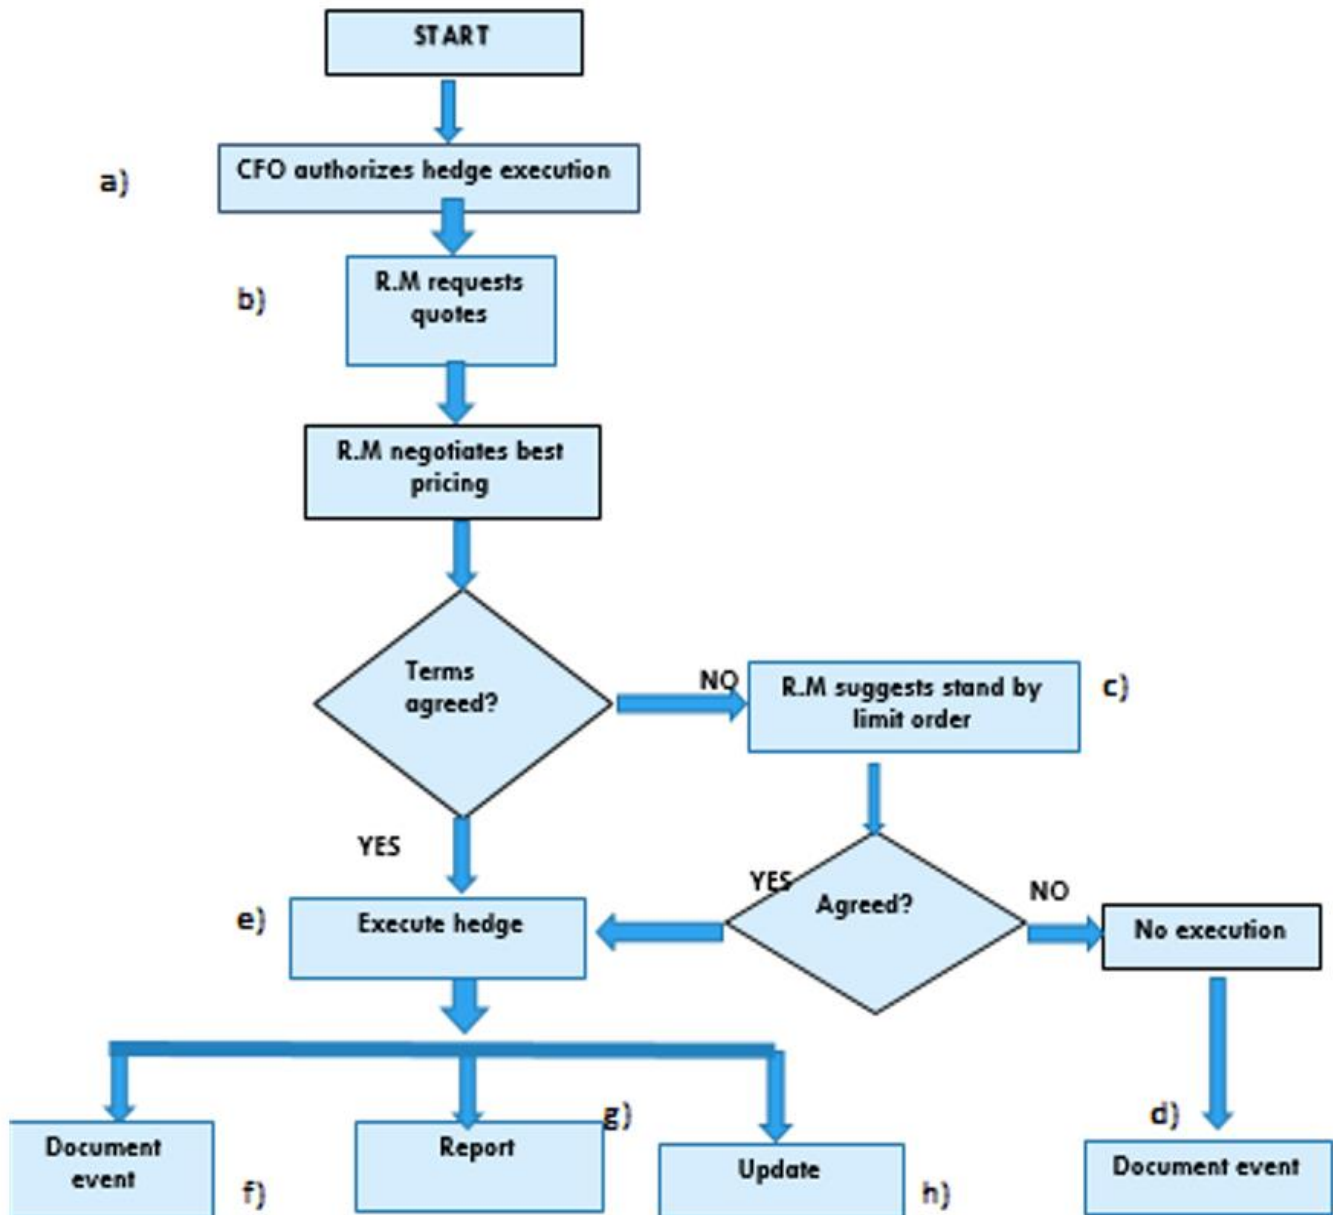 START
a)
CFO authorizes hedge execution
b)
R.M requests
quotes
R.M negotiates best
pricing
Terms
agreed?
NO
R.M suggests stand by
limit order
c)
YES
YES
Agreed?
NO
e)
Execute hedge
No execution
g)
d)
Document
event
f)
Report
Update
h)
Document event